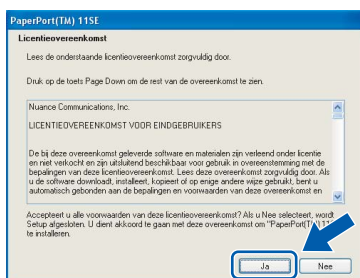 PaperPort(TM) 11SE
Licentieovereenkomst
Lees de onderstaande licentieovereenkomst zorgvuldig door.
Druk op de toets Page Down om de rest van de overeenkomst te zien.
Nuance Communications, Inc.
LICENTIEOVEREENKOMST VOOR EINDGEBRUIKERS
De bij deze overeenkomst geleverde software en materialen zijn verleend onder licentie
en niet verkocht en zijn uitsluitend beschikbaar voor gebruik in overeenstemming met de
bepalingen van deze licentieovereenkomst. Lees deze overeenkomst zorgvuldig door. Als
u de software downloadt, installeert, kopieert of op enige andere wijze gebruikt, bent u
automatisch gebonden aan de bepalingen en voorwaarden van deze overeenkomst en
Accepteert u alle voorwaarden van deze licentieovereenkomst? Als u Nee selecteert, wordt
Setup afgesloten. U dient akkoord te gaan met deze overeenkomst om "PaperPort(TM) 11
te installeren.
Ja
Nee